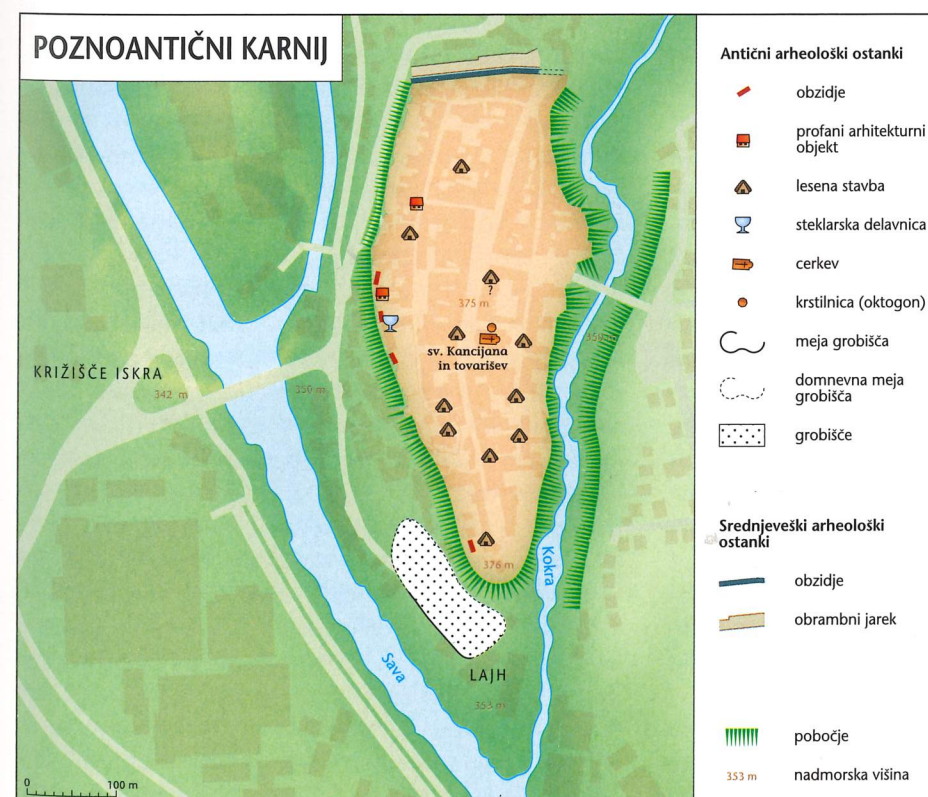 POZNOANTIČNI KARNIJ
375 m
?
sv. Kancijana
in tovarišev
KRIŽIŠČE ISKRA
342 m
350 m
376 m
Kokra
Sava
LAJH
353 m
0
100 m
Antični arheološki ostanki
obzidje
profani arhitekturni
objekt
lesena stavba
steklarska delavnica
cerkev
krstilnica (oktogon)
meja grobišča
domnevna meja
grobišča
grobišče
Srednjeveški arheološki
ostanki
obzidje
obrambni jarek
pobočje
353 m
nadmorska višina